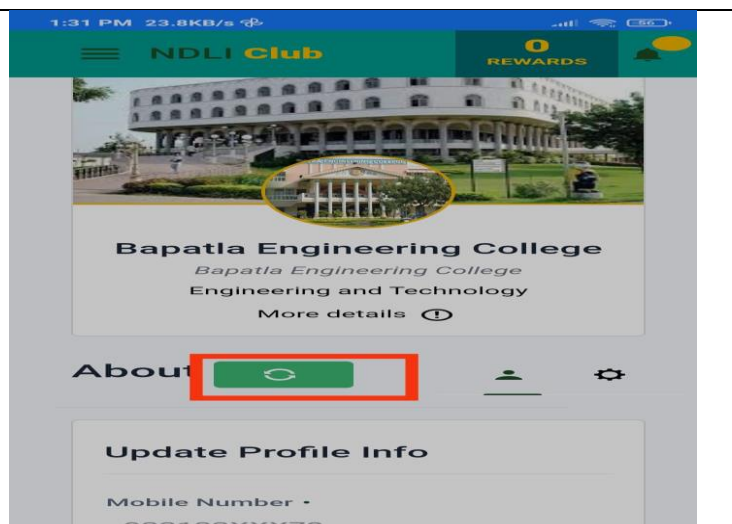 1:31 PM 23.8KB/s
56
NDLI Club
0
REWARDS
Bapatla Engineering College
Bapatla Engineering College
Engineering and Technology
More details
About
Update Profile Info
Mobile Number